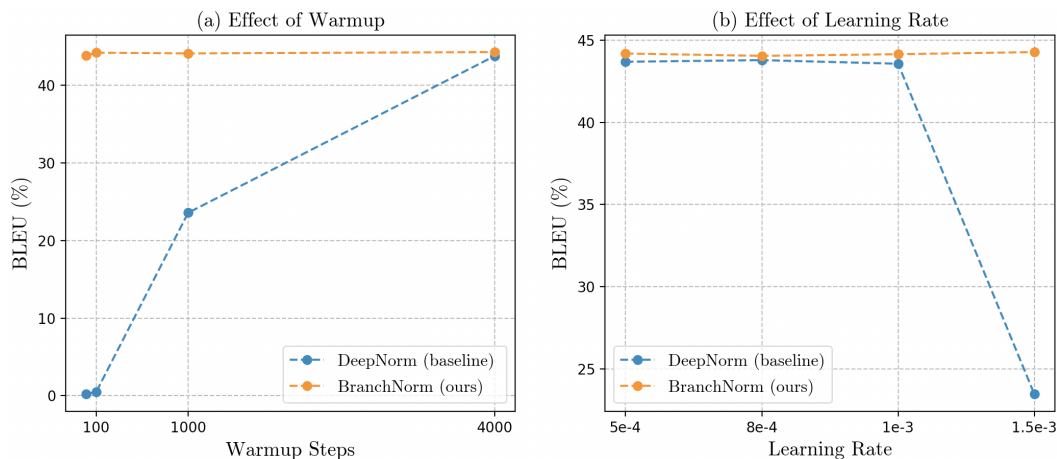 (a) Effect of Warmup
BLEU (%)
40
30
20
10
0
100
1000
4000
Warmup Steps
DeepNorm (baseline)
BranchNorm (ours)
(b) Effect of Learning Rate
BLEU (%)
45
40
35
30
25
5e-4
8e-4
1e-3
1.5e-3
Learning Rate
DeepNorm (baseline)
BranchNorm (ours)